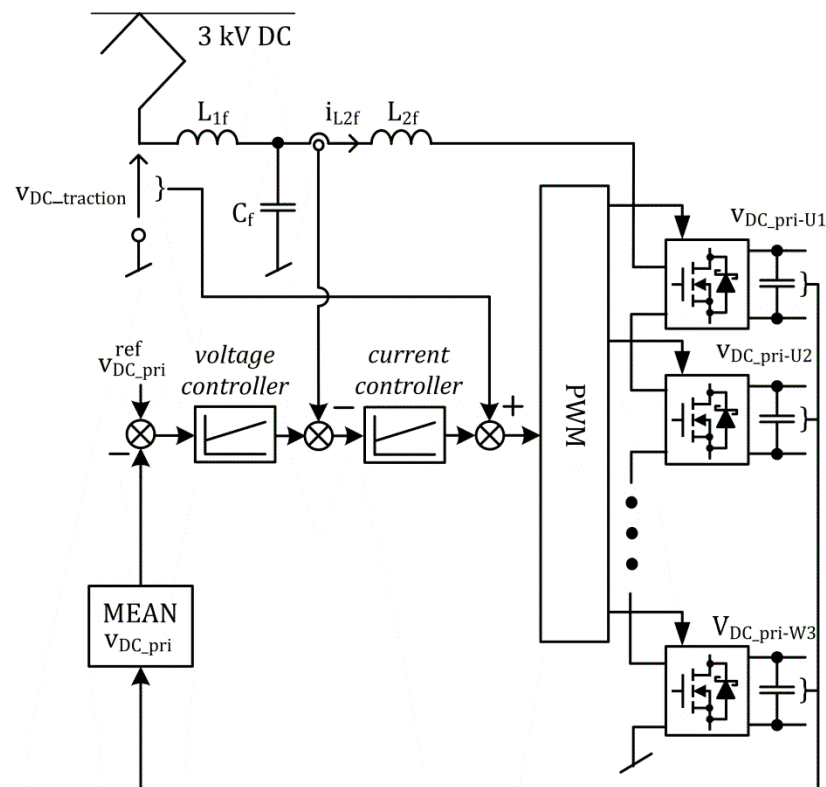 3 kV DC
L1f
iL2f
L2f
vDC_traction
Cf
vDC_pri-U1
vDC_pri-U2
VDC_pri-W3
ref
vDC_pri
voltage
controller
current
controller
−
−
+
PWM
MEAN
vDC_pri